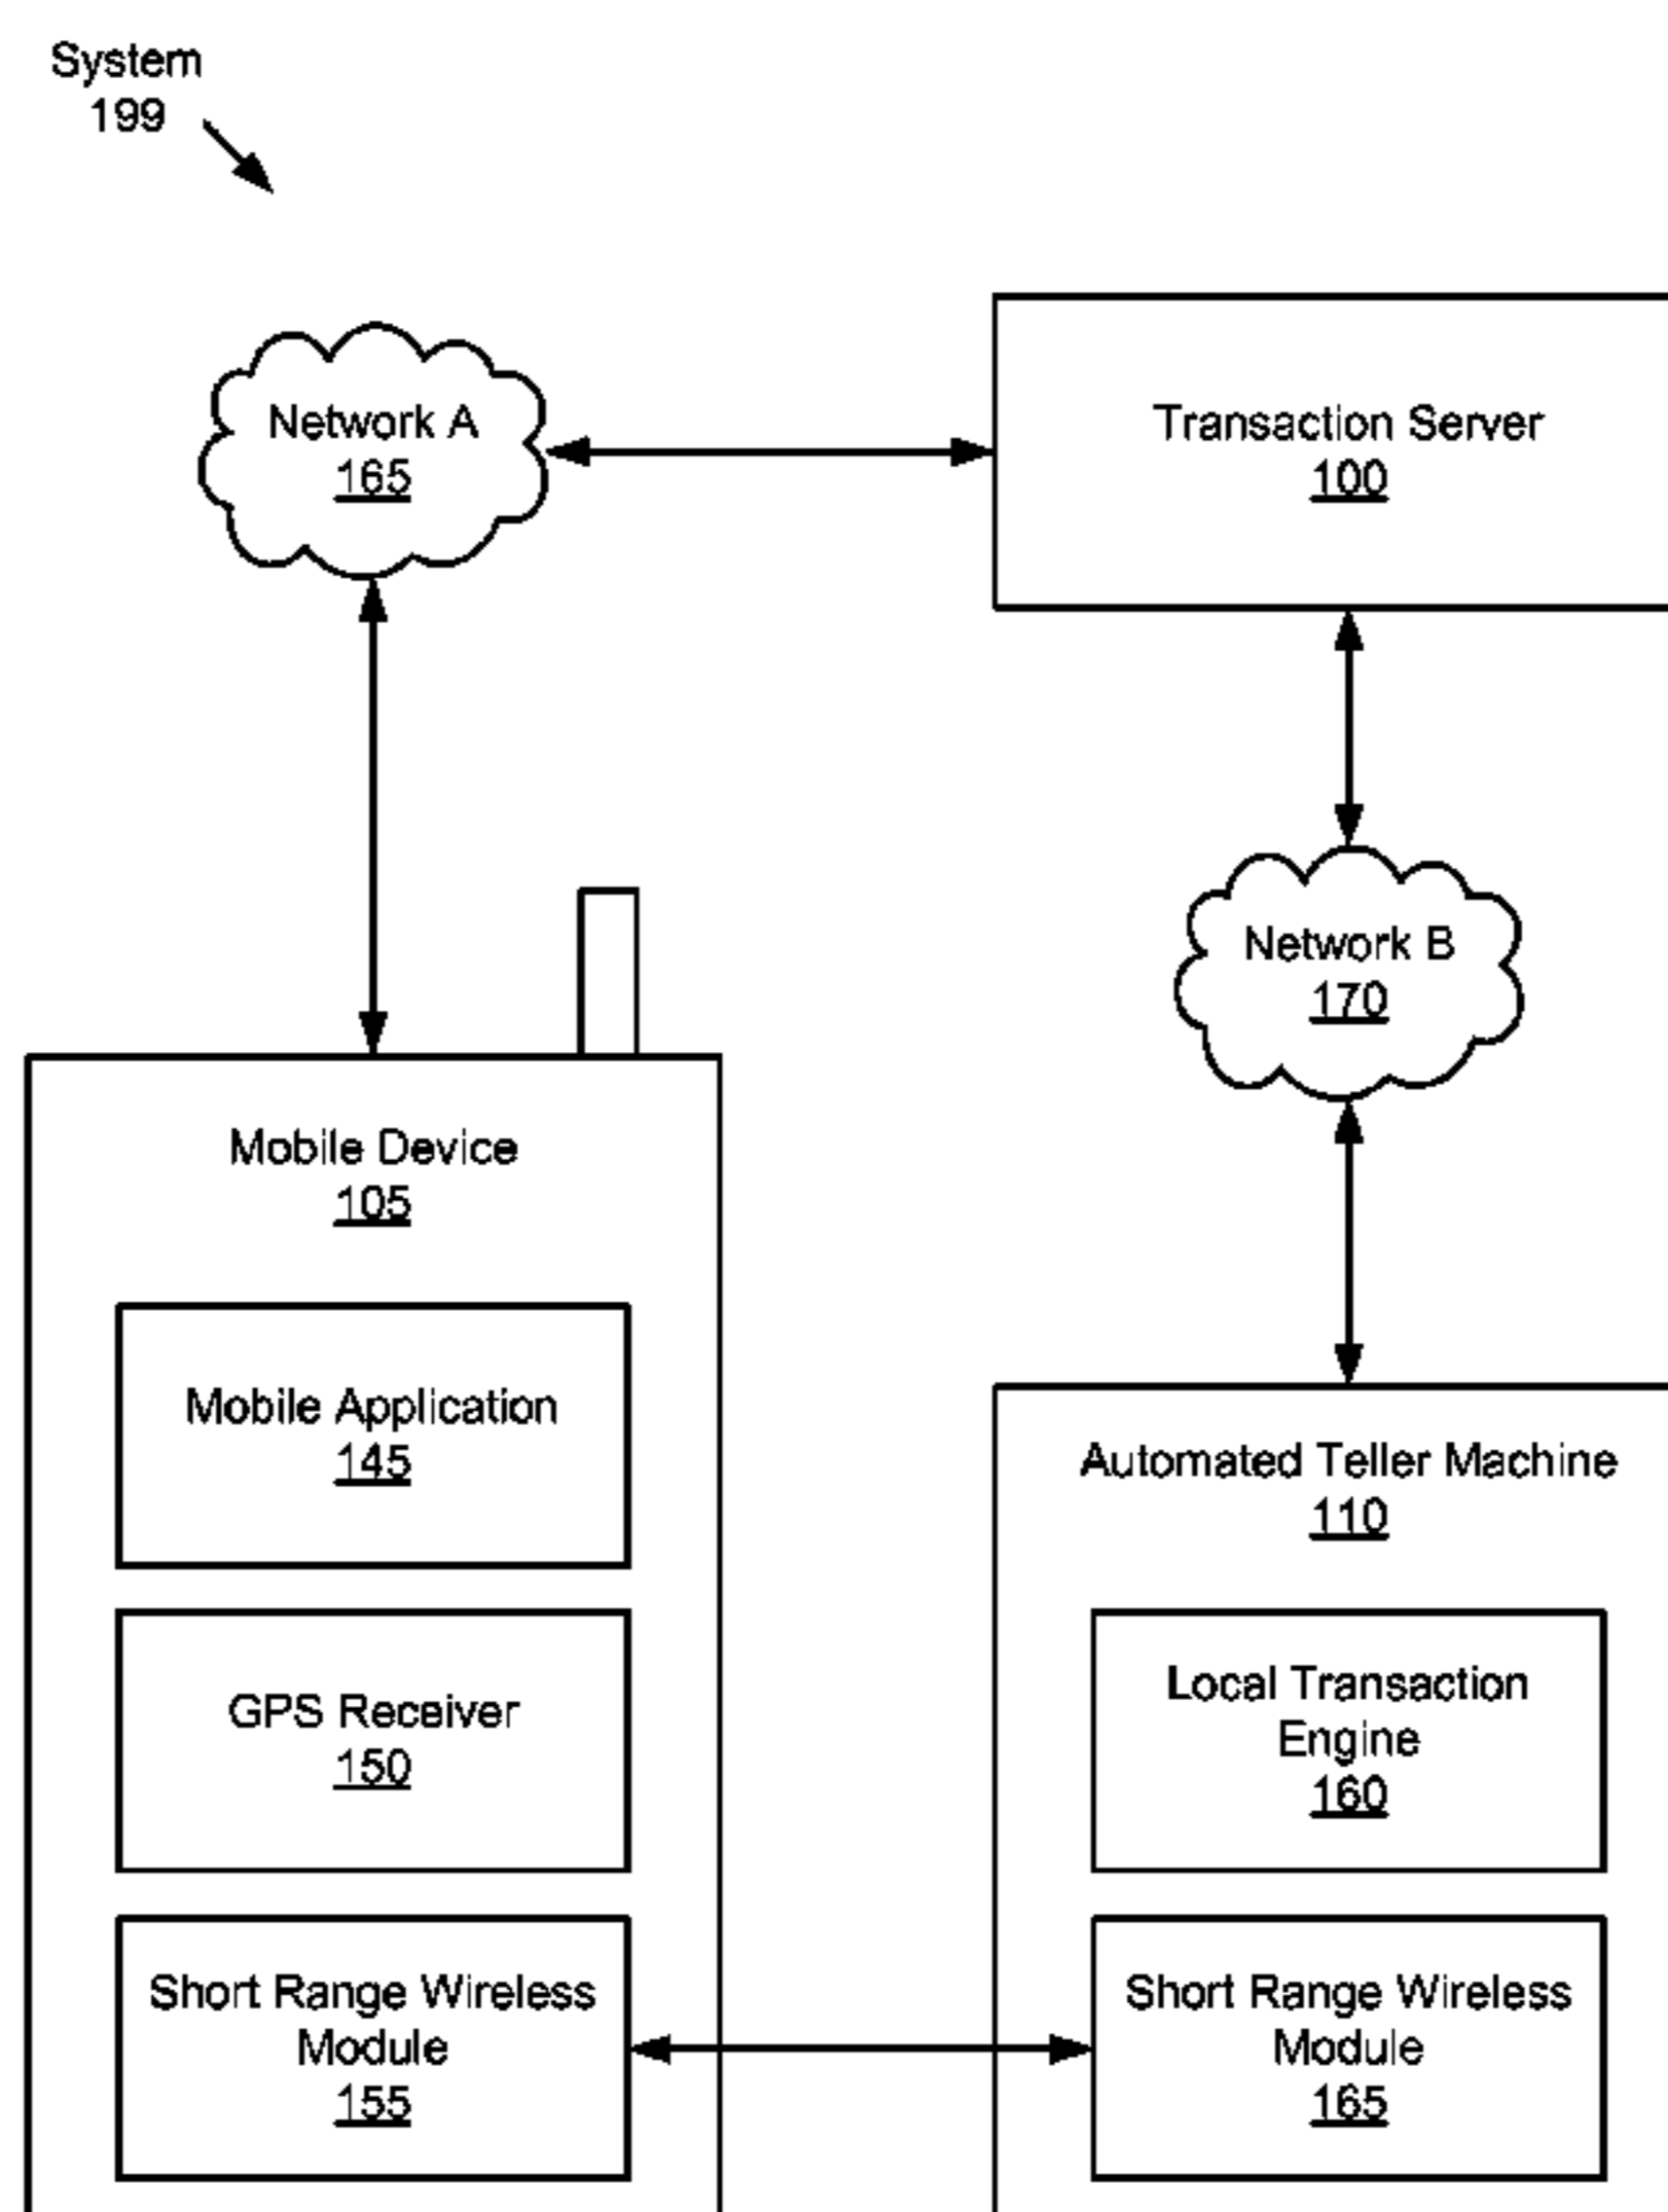 System
199
Network A
165
Transaction Server
100
Network B
170
Mobile Device
105
Mobile Application
145
GPS Receiver
150
Short Range Wireless
Module
155
Automated Teller Machine
110
Local Transaction
Engine
160
Short Range Wireless
Module
165